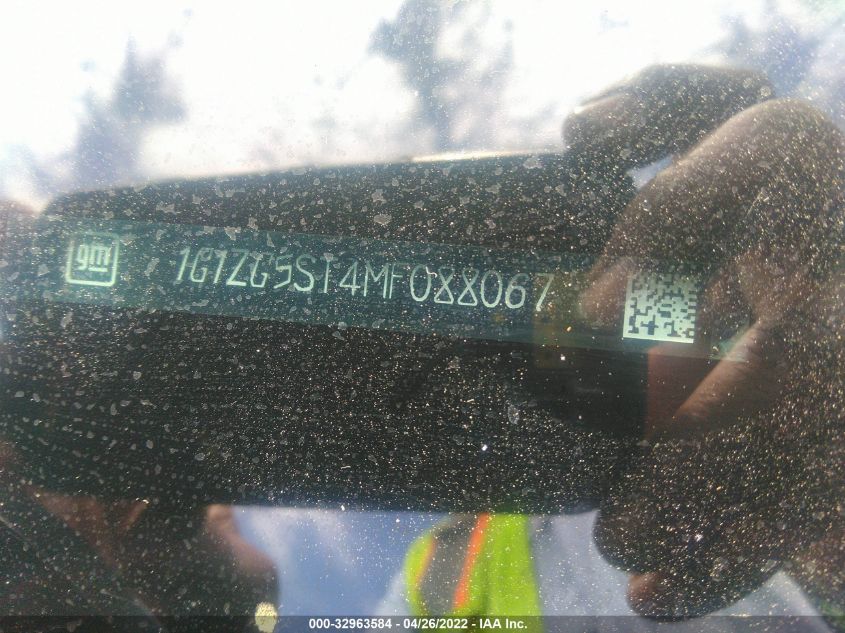 gm 1G1ZG5ST4MF088067
000-32963584 - 04/26/2022 - IAA Inc.